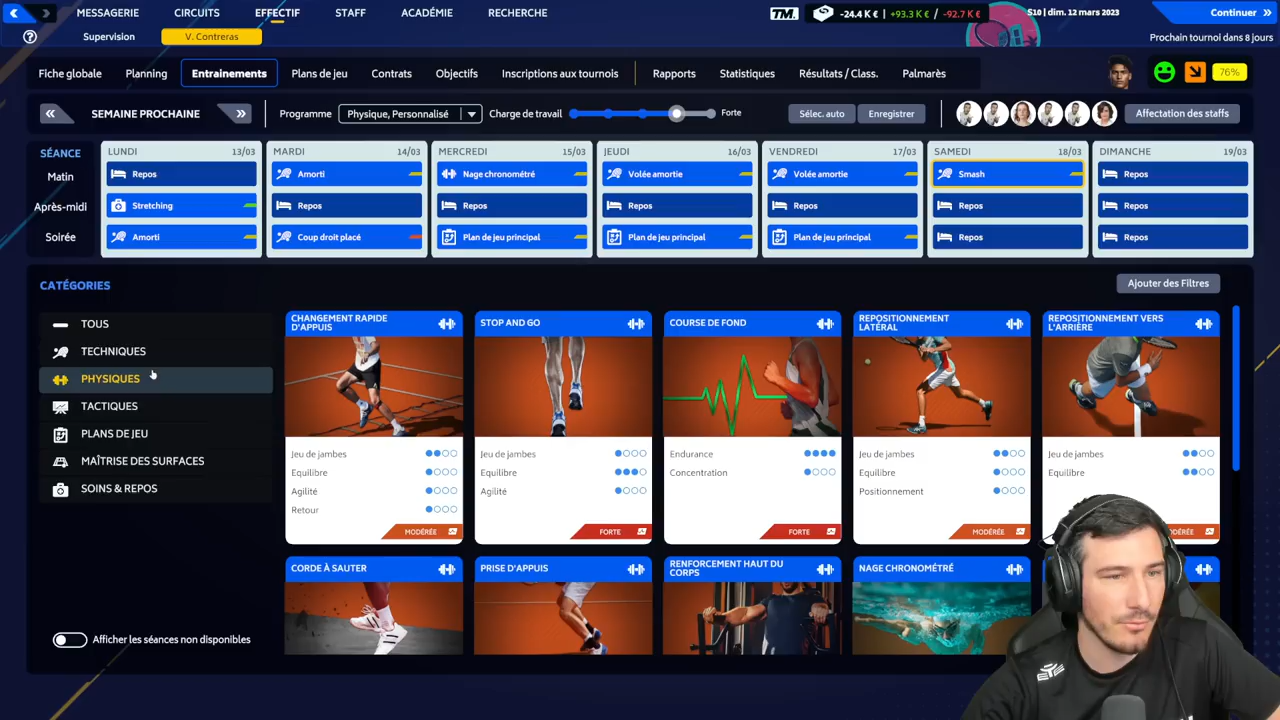 MESSAGERIE CIRCUITS EFFECTIF STAFF ACADÉMIE RECHERCHE
TM. -24.4 K € +93.3 K € / -92.7 K € S10 | dim. 12 mars 2023 Continuer
Supervision V. Contreras Prochain tournoi dans 8 jours
Fiche globale Planning Entrainements Plans de jeu Contrats Objectifs Inscriptions aux tournois Rapports Statistiques Résultats / Class. Palmarès 76%
SEMAINE PROCHAINE Programme Physique, Personnalisé Charge de travail Forte Sélec. auto Enregistrer Affectation des staffs
SÉANCE LUNDI 13/03 MARDI 14/03 MERCREDI 15/03 JEUDI 16/03 VENDREDI 17/03 SAMEDI 18/03 DIMANCHE 19/03
Matin Repos Amorti Nage chronométré Volée amortie Volée amortie Smash Repos
Après-midi Stretching Repos Repos Repos Repos Repos Repos
Soirée Amorti Coup droit placé Plan de jeu principal Plan de jeu principal Plan de jeu principal Repos Repos
CATÉGORIES Ajouter des Filtres
TOUS
TECHNIQUES
PHYSIQUES
TACTIQUES
PLANS DE JEU
MAÎTRISE DES SURFACES
SOINS & REPOS
Afficher les séances non disponibles
CHANGEMENT RAPIDE
D'APPUIS
Jeu de jambes
Equilibre
Agilité
Retour
MODÉRÉE
STOP AND GO
Jeu de jambes
Equilibre
Agilité
FORTE
COURSE DE FOND
Endurance
Concentration
FORTE
REPOSITIONNEMENT
LATÉRAL
Jeu de jambes
Equilibre
Positionnement
MODÉRÉE
REPOSITIONNEMENT VERS
L'ARRIÈRE
Jeu de jambes
Equilibre
CORDE À SAUTER
PRISE D'APPUIS
RENFORCEMENT HAUT DU
CORPS
NAGE CHRONOMÉTRÉ